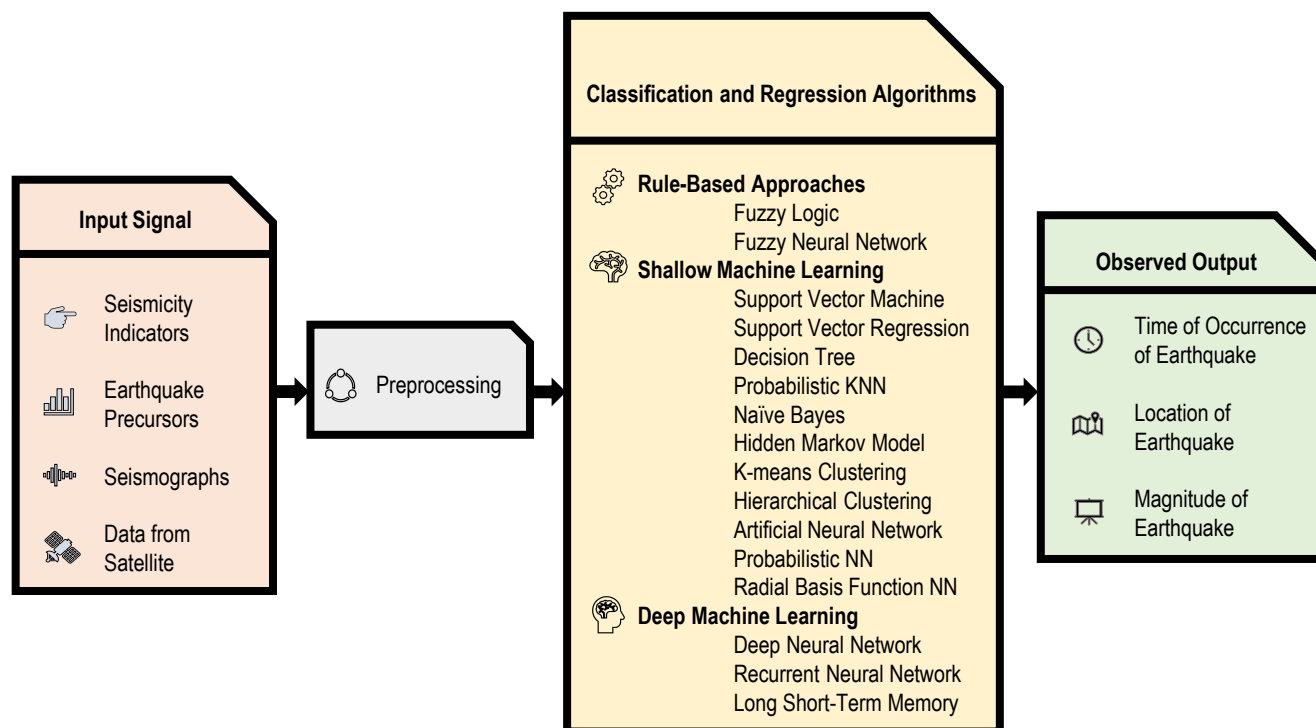 Input Signal
Seismicity
Indicators
Earthquake
Precursors
Seismographs
Data from
Satellite
Preprocessing
Classification and Regression Algorithms
Rule-Based Approaches
Fuzzy Logic
Fuzzy Neural Network
Shallow Machine Learning
Support Vector Machine
Support Vector Regression
Decision Tree
Probabilistic KNN
Naïve Bayes
Hidden Markov Model
K-means Clustering
Hierarchical Clustering
Artificial Neural Network
Probabilistic NN
Radial Basis Function NN
Deep Machine Learning
Deep Neural Network
Recurrent Neural Network
Long Short-Term Memory
Observed Output
Time of Occurrence
of Earthquake
Location of
Earthquake
Magnitude of
Earthquake